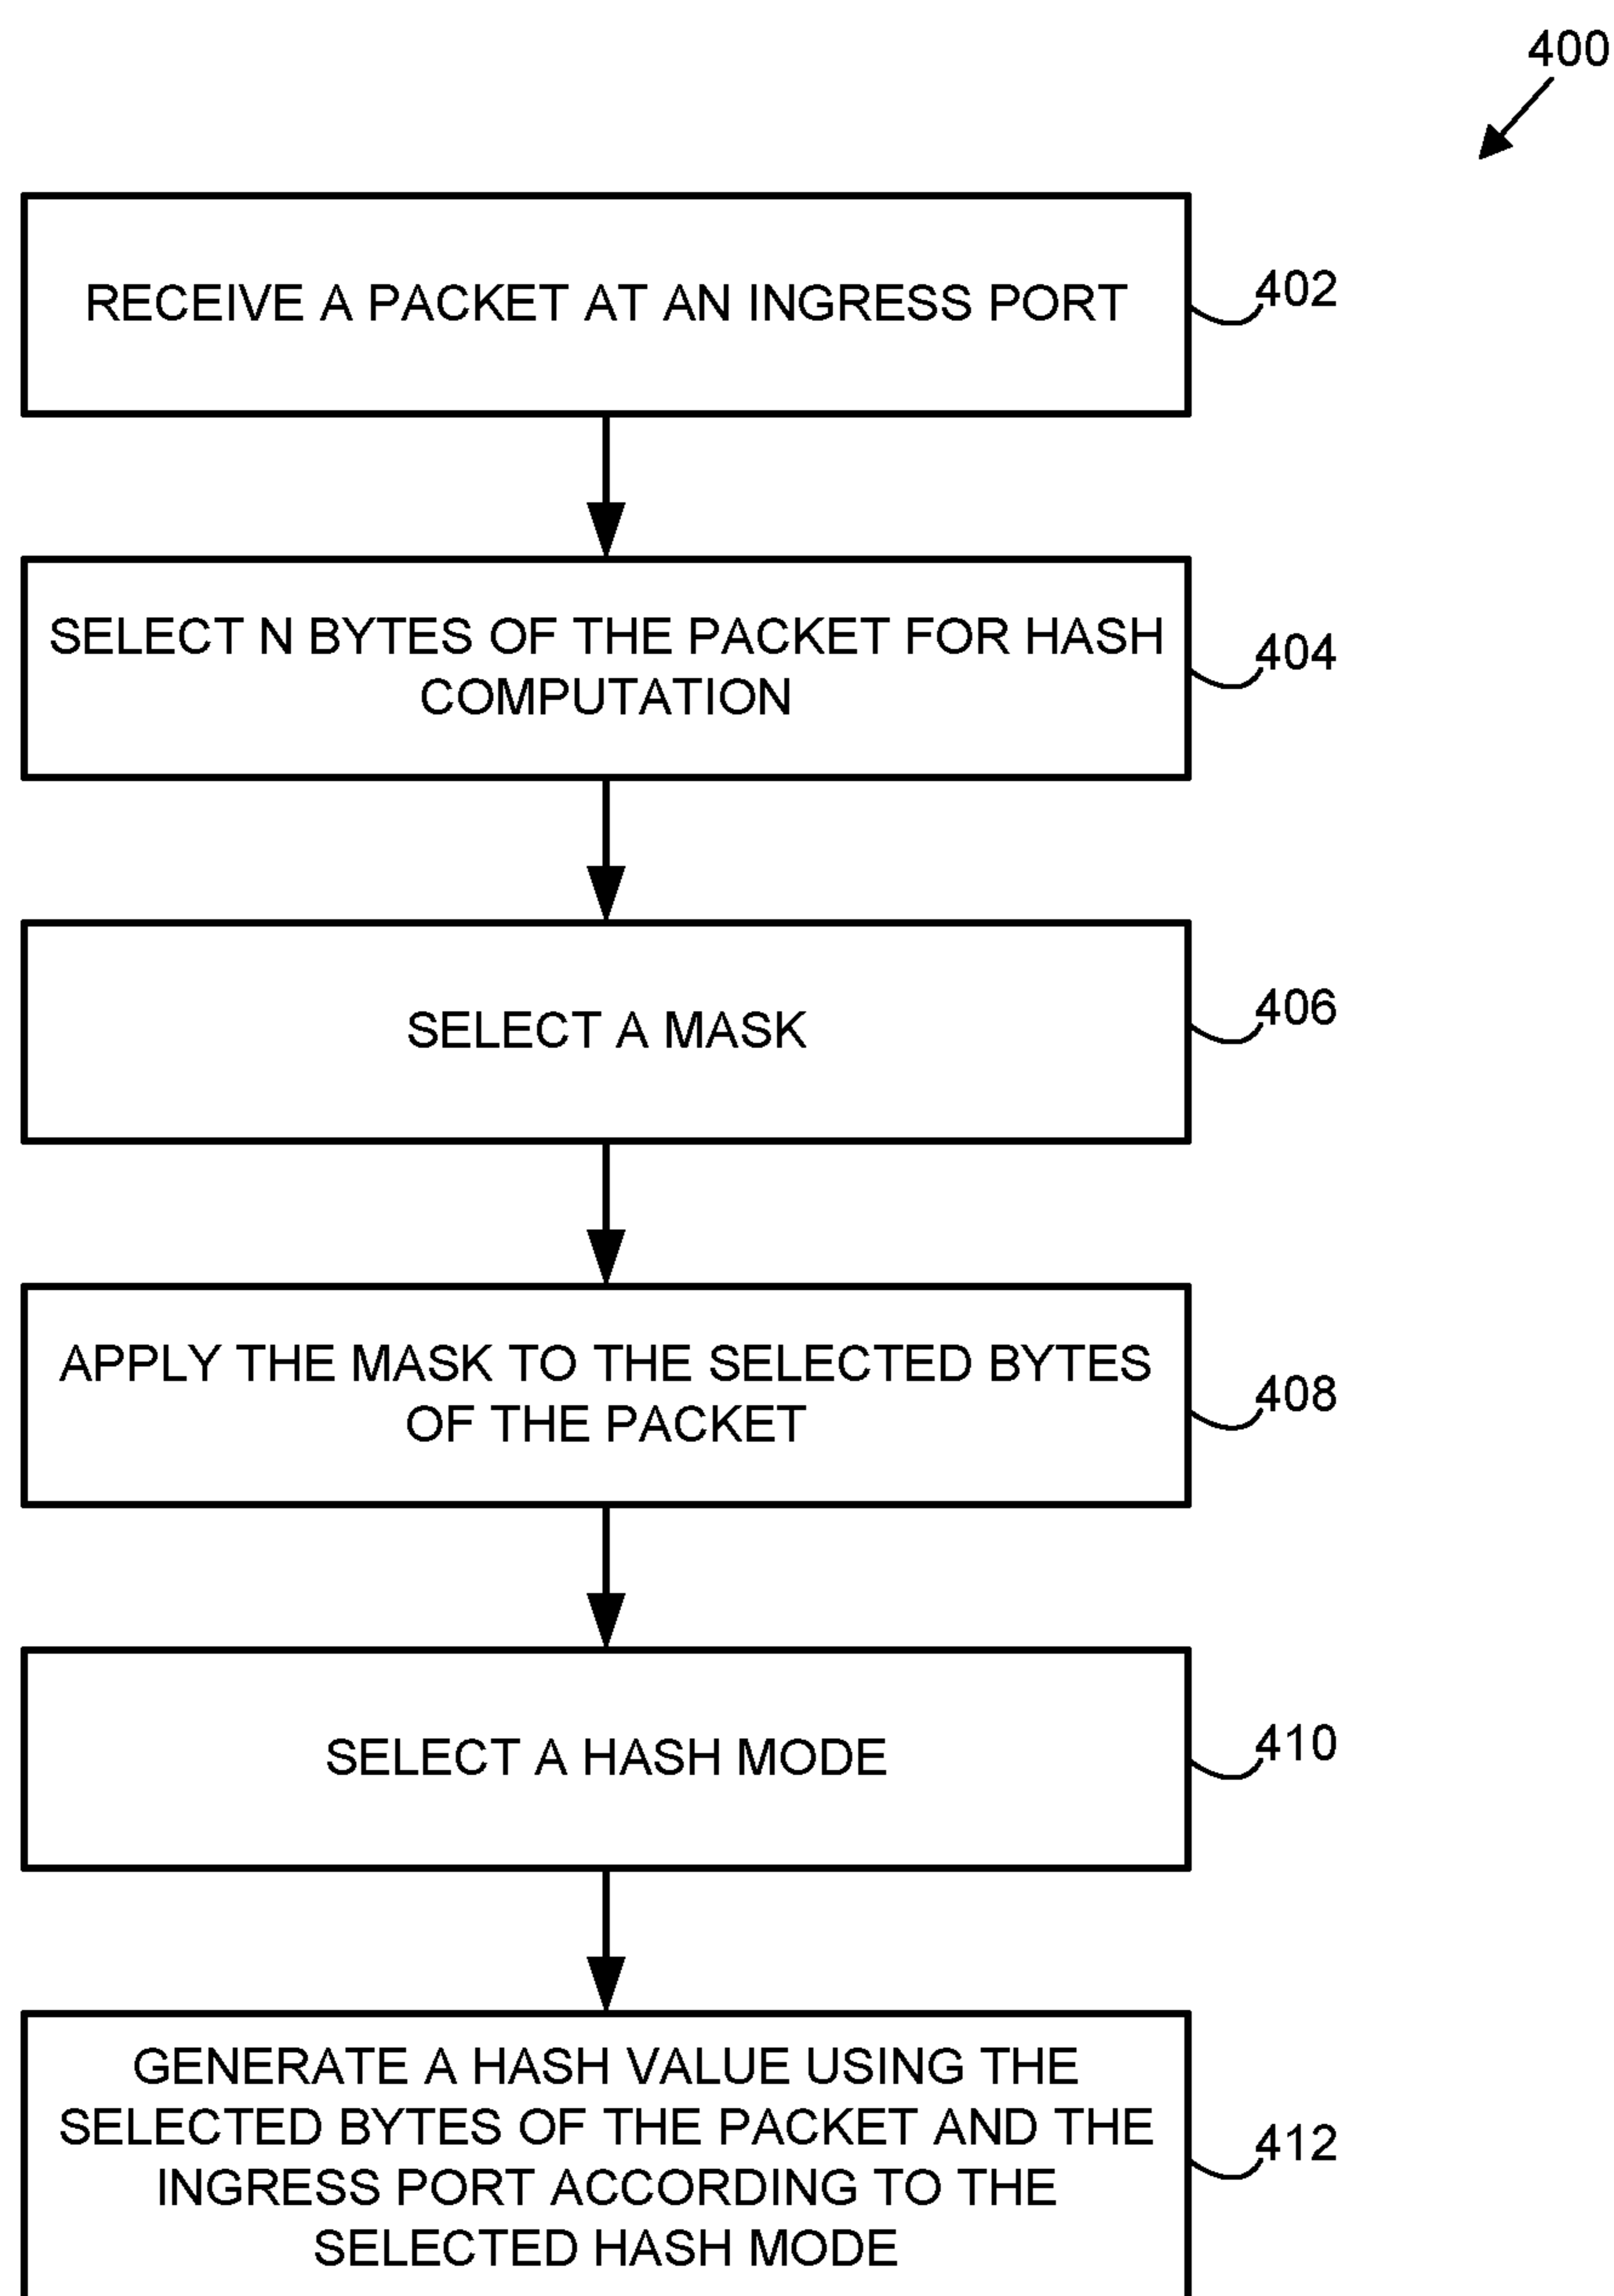 400
RECEIVE A PACKET AT AN INGRESS PORT
402
SELECT N BYTES OF THE PACKET FOR HASH
COMPUTATION
404
SELECT A MASK
406
APPLY THE MASK TO THE SELECTED BYTES
OF THE PACKET
408
SELECT A HASH MODE
410
GENERATE A HASH VALUE USING THE
SELECTED BYTES OF THE PACKET AND THE
INGRESS PORT ACCORDING TO THE
SELECTED HASH MODE
412